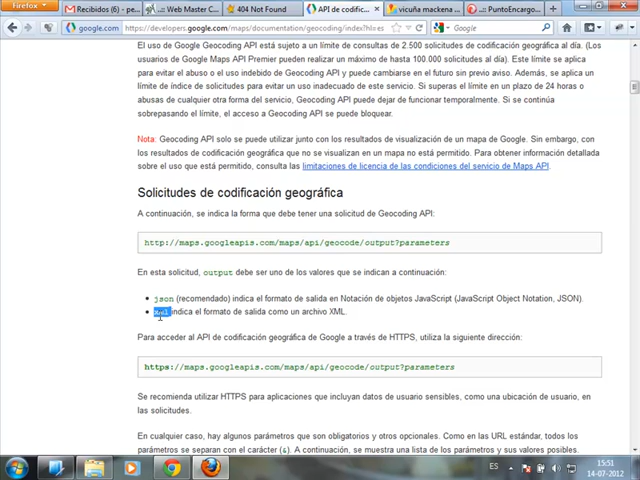 Firefox
Recibidos (6) - pe...
..:: Web Master C...
404 Not Found
API de codific...
vicuña mackena ...
..:: PuntoEncargo...
google.com
https://developers.google.com/maps/documentation/geocoding/index?hl=es
Google
El uso de Google Geocoding API está sujeto a un límite de consultas de 2.500 solicitudes de codificación geográfica al día. (Los
usuarios de Google Maps API Premier pueden realizar un máximo de hasta 100.000 solicitudes al día). Este límite se aplica
para evitar el abuso o el uso indebido de Geocoding API y puede cambiarse en el futuro sin previo aviso. Además, se aplica un
límite de índice de solicitudes para evitar un uso inadecuado de este servicio. Si superas el límite en un plazo de 24 horas o
abusas de cualquier otra forma del servicio, Geocoding API puede dejar de funcionar temporalmente. Si se continúa
sobrepasando el límite, el acceso a Geocoding API se puede bloquear.
Nota: Geocoding API solo se puede utilizar junto con los resultados de visualización de un mapa de Google. Sin embargo, con
los resultados de codificación geográfica que no se visualizan en un mapa no está permitido. Para obtener información detallada
sobre el uso que está permitido, consulta las limitaciones de licencia de las condiciones del servicio de Maps API.
Solicitudes de codificación geográfica
A continuación, se indica la forma que debe tener una solicitud de Geocoding API:
http://maps.googleapis.com/maps/api/geocode/output?parameters
En esta solicitud, output debe ser uno de los valores que se indican a continuación:
• json (recomendado) indica el formato de salida en Notación de objetos JavaScript (JavaScript Object Notation, JSON).
• xml indica el formato de salida como un archivo XML.
Para acceder al API de codificación geográfica de Google a través de HTTPS, utiliza la siguiente dirección:
https://maps.googleapis.com/maps/api/geocode/output?parameters
Se recomienda utilizar HTTPS para aplicaciones que incluyan datos de usuario sensibles, como una ubicación de usuario, en
las solicitudes.
En cualquier caso, hay algunos parámetros que son obligatorios y otros opcionales. Como en las URL estándar, todos los
parámetros se separan con el carácter (&). A continuación, se muestra una lista de los parámetros y sus valores posibles.
ES
15:51
14-07-2012